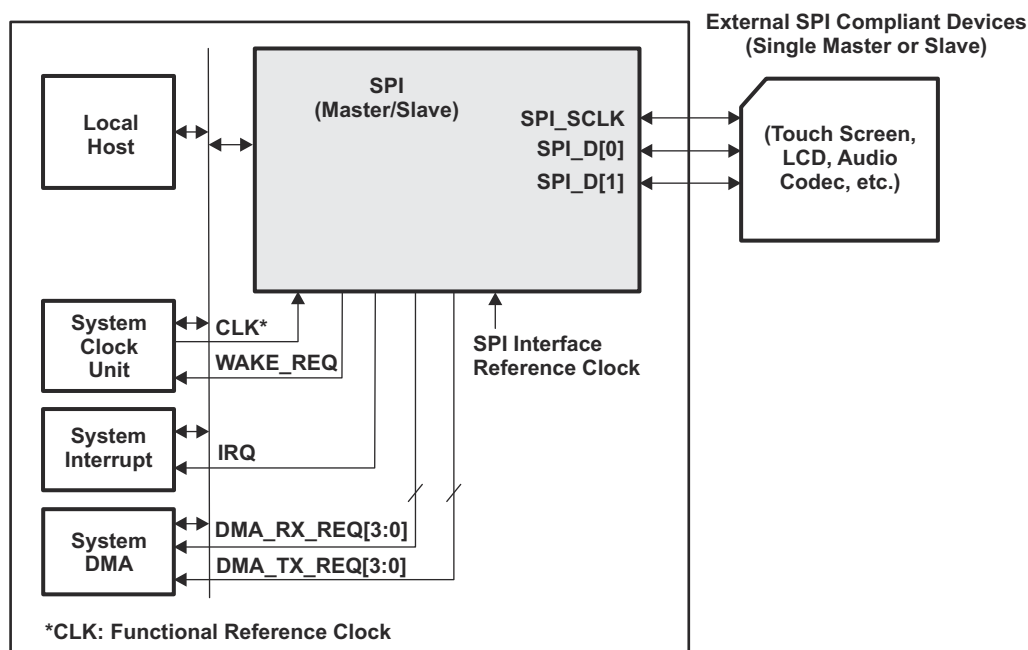 External SPI Compliant Devices
(Single Master or Slave)
Local
Host
SPI
(Master/Slave)
SPI_SCLK
SPI_D[0]
SPI_D[1]
(Touch Screen,
LCD, Audio
Codec, etc.)
System
Clock
Unit
CLK*
WAKE_REQ
SPI Interface
Reference Clock
System
Interrupt
IRQ
System
DMA
DMA_RX_REQ[3:0]
DMA_TX_REQ[3:0]
*CLK: Functional Reference Clock